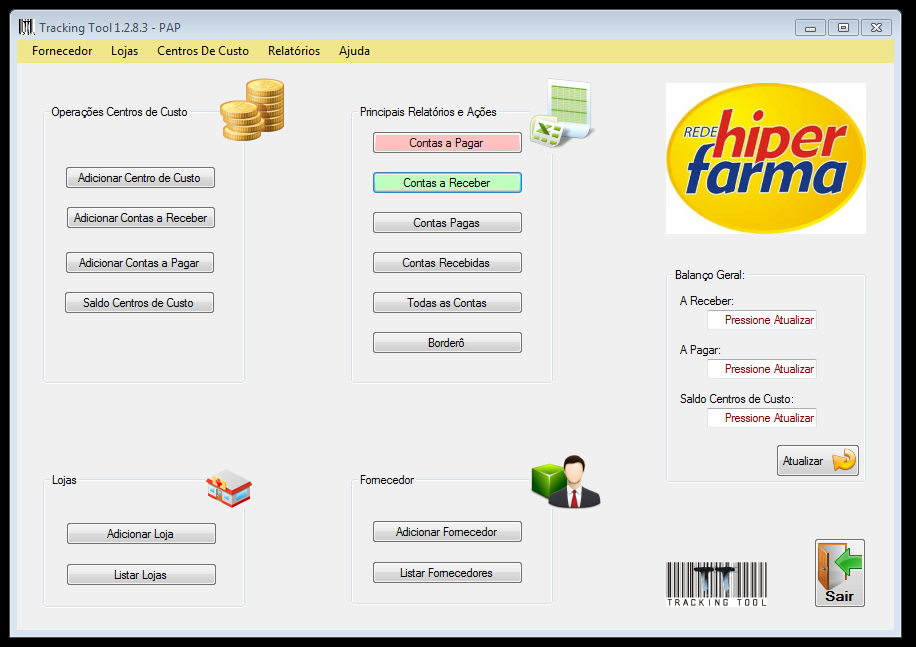 Tracking Tool 1.2.8.3 - PAP
Fornecedor Lojas Centros De Custo Relatórios Ajuda
Operações Centros de Custo
Adicionar Centro de Custo
Adicionar Contas a Receber
Adicionar Contas a Pagar
Saldo Centros de Custo
Principais Relatórios e Ações
Contas a Pagar
Contas a Receber
Contas Pagas
Contas Recebidas
Todas as Contas
Borderô
REDE
hiper
farma
Balanço Geral:
A Receber:
Pressione Atualizar
A Pagar:
Pressione Atualizar
Saldo Centros de Custo:
Pressione Atualizar
Atualizar
Lojas
Adicionar Loja
Listar Lojas
Fornecedor
Adicionar Fornecedor
Listar Fornecedores
TT
TRACKING TOOL
Sair